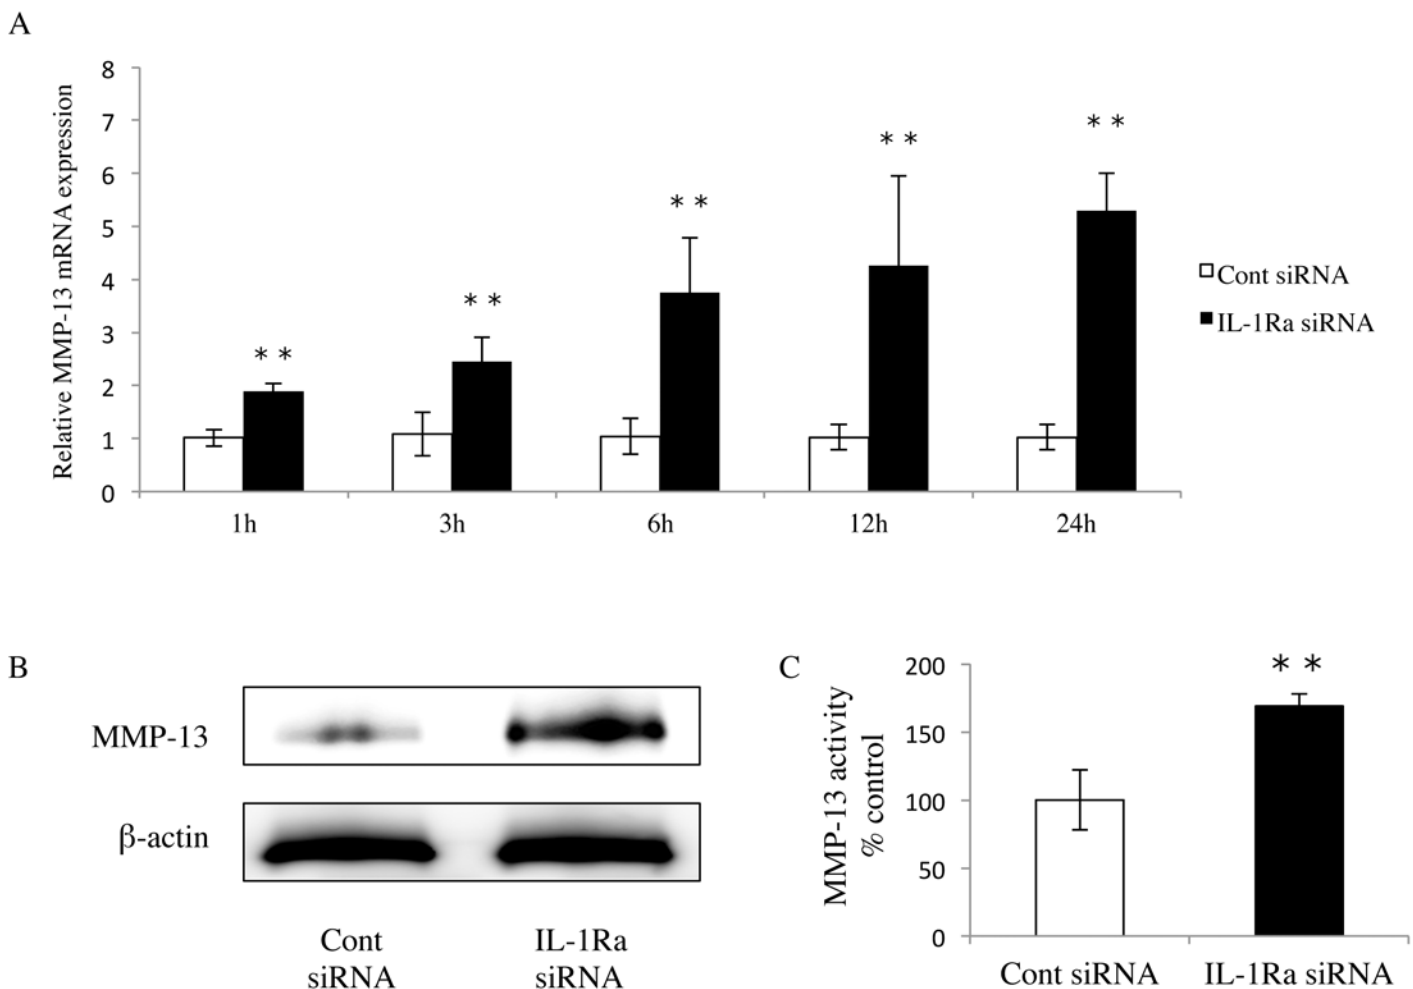 A
Relative MMP-13 mRNA expression
8
7
6
5
4
3
2
1
0
* *
* *
* *
* *
* *
1h
3h
6h
12h
24h
Cont siRNA
IL-1Ra siRNA
B
MMP-13
β-actin
Cont
siRNA
IL-1Ra
siRNA
C
MMP-13 activity
% control
200
150
100
50
0
* *
Cont siRNA
IL-1Ra siRNA